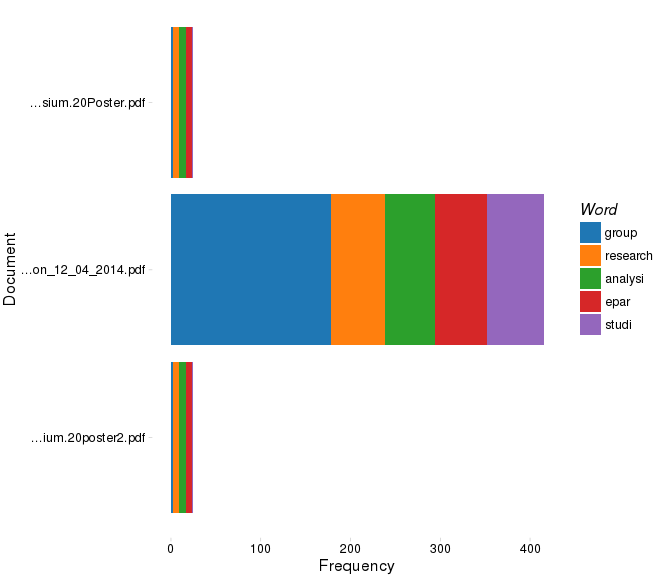 ...sium.20Poster.pdf
...on_12_04_2014.pdf
...ium.20poster2.pdf
Document
0 100 200 300 400
Frequency
Word
group
research
analysi
epar
studi